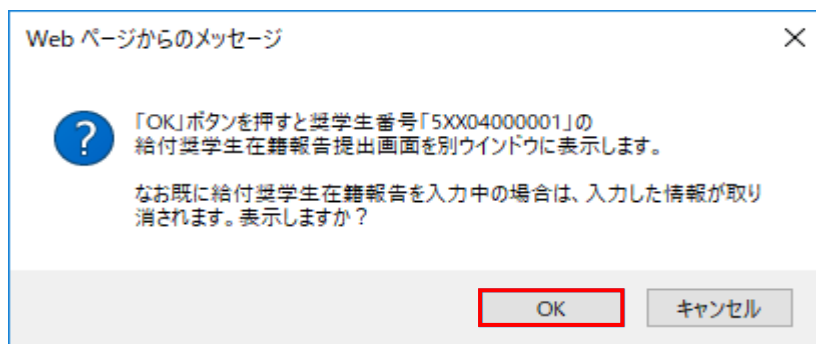 Web ページからのメッセージ
「OK」ボタンを押すと奨学生番号「5XX04000001」の
給付奨学生在籍報告提出画面を別ウインドウに表示します。
なお既に給付奨学生在籍報告を入力中の場合は、入力した情報が取り
消されます。表示しますか？
OK
キャンセル